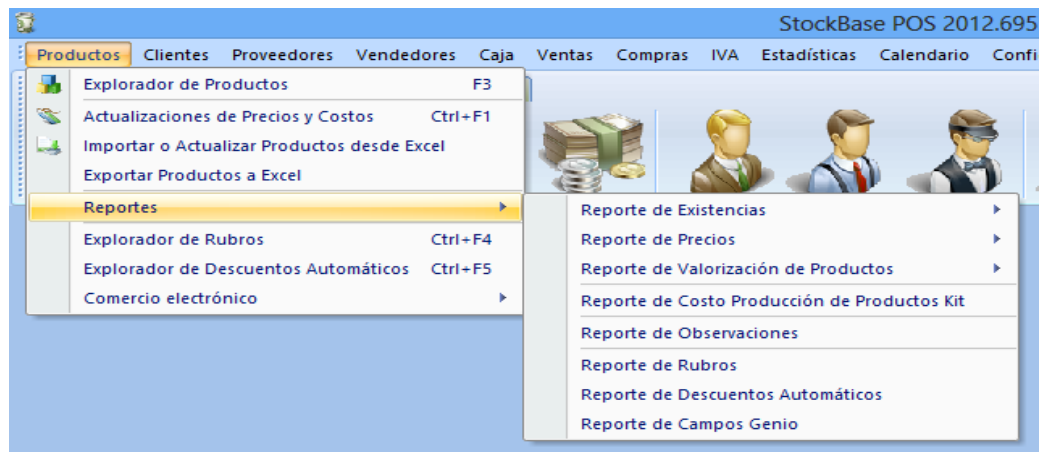 StockBase POS 2012.695
Productos Clientes Proveedores Vendedores Caja Ventas Compras IVA Estadísticas Calendario Confi
Explorador de Productos F3
Actualizaciones de Precios y Costos Ctrl+F1
Importar o Actualizar Productos desde Excel
Exportar Productos a Excel
Reportes
Explorador de Rubros Ctrl+F4
Explorador de Descuentos Automáticos Ctrl+F5
Comercio electrónico
Reporte de Existencias
Reporte de Precios
Reporte de Valorización de Productos
Reporte de Costo Producción de Productos Kit
Reporte de Observaciones
Reporte de Rubros
Reporte de Descuentos Automáticos
Reporte de Campos Genio